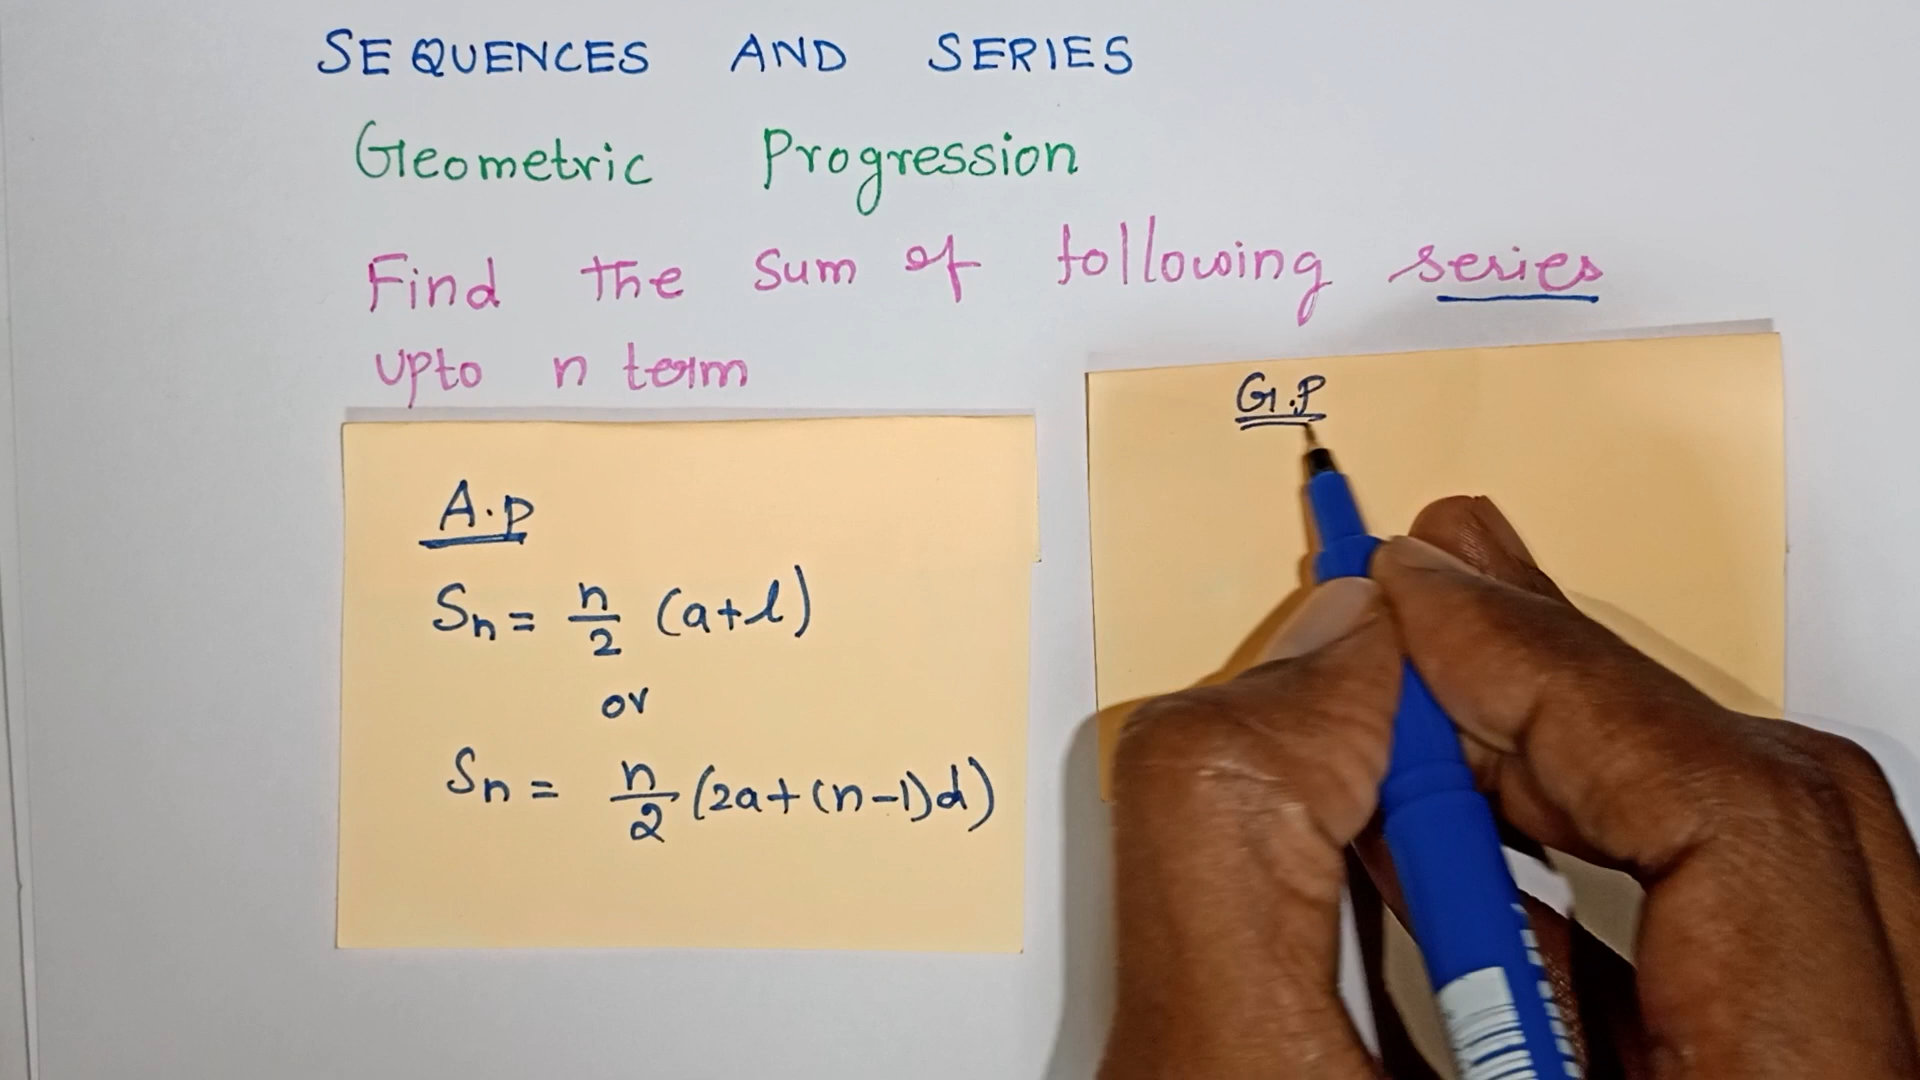 SEQUENCES AND SERIES
Geometric Progression
Find the sum of following series
upto n term
A.P
Sn = n/2 (a+l)
or
Sn = n/2 (2a+(n-1)d)
G.P